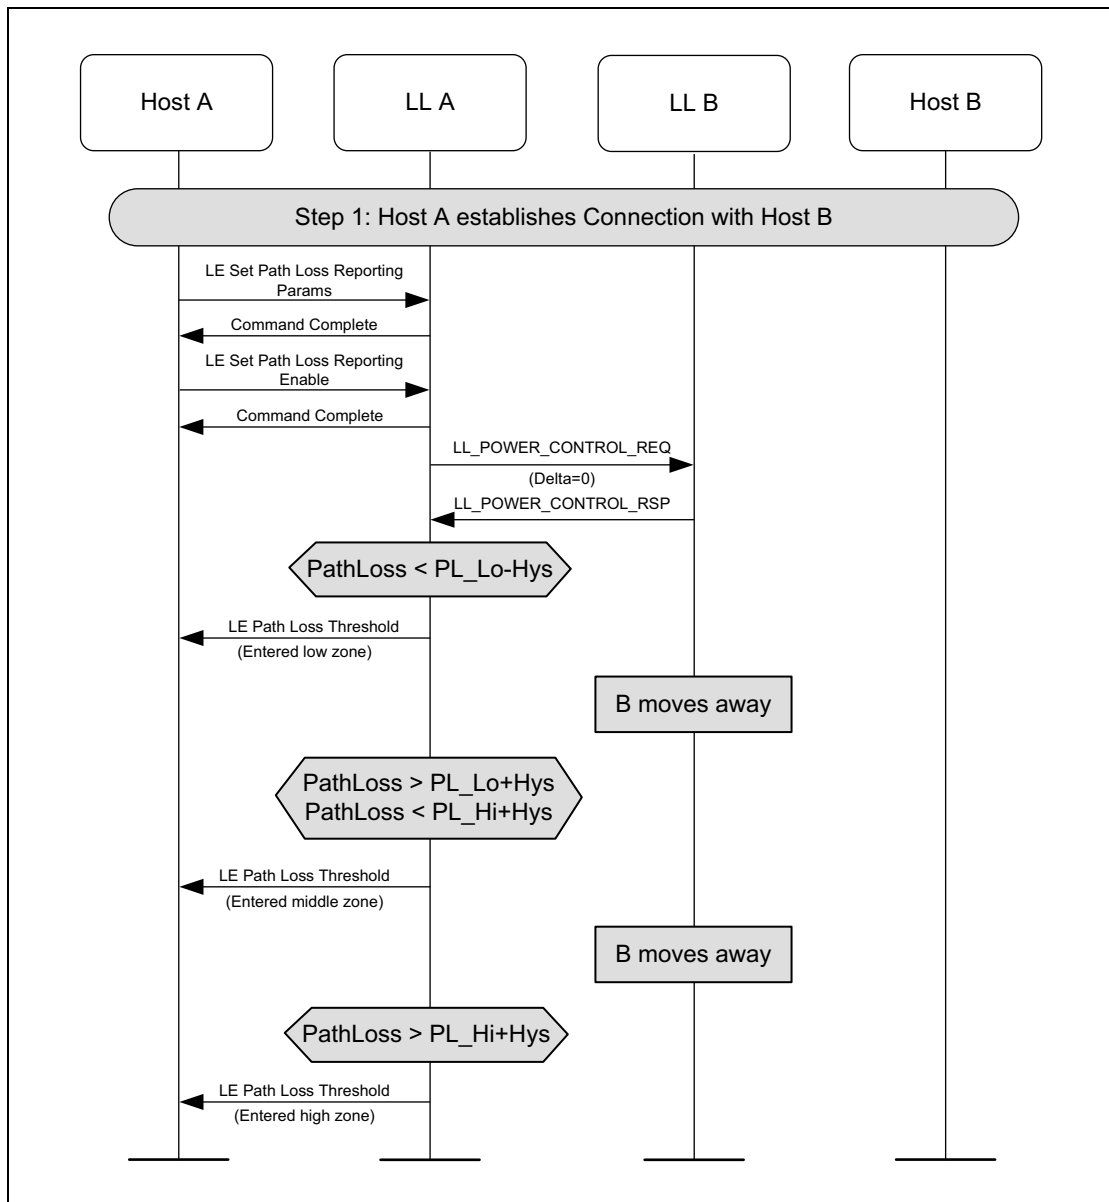 Host A
LL A
LL B
Host B
Step 1: Host A establishes Connection with Host B
LE Set Path Loss Reporting
Params
Command Complete
LE Set Path Loss Reporting
Enable
Command Complete
LL_POWER_CONTROL_REQ
(Delta=0)
LL_POWER_CONTROL_RSP
PathLoss < PL_Lo-Hys
LE Path Loss Threshold
(Entered low zone)
B moves away
PathLoss > PL_Lo+Hys
PathLoss < PL_Hi+Hys
LE Path Loss Threshold
(Entered middle zone)
B moves away
PathLoss > PL_Hi+Hys
LE Path Loss Threshold
(Entered high zone)